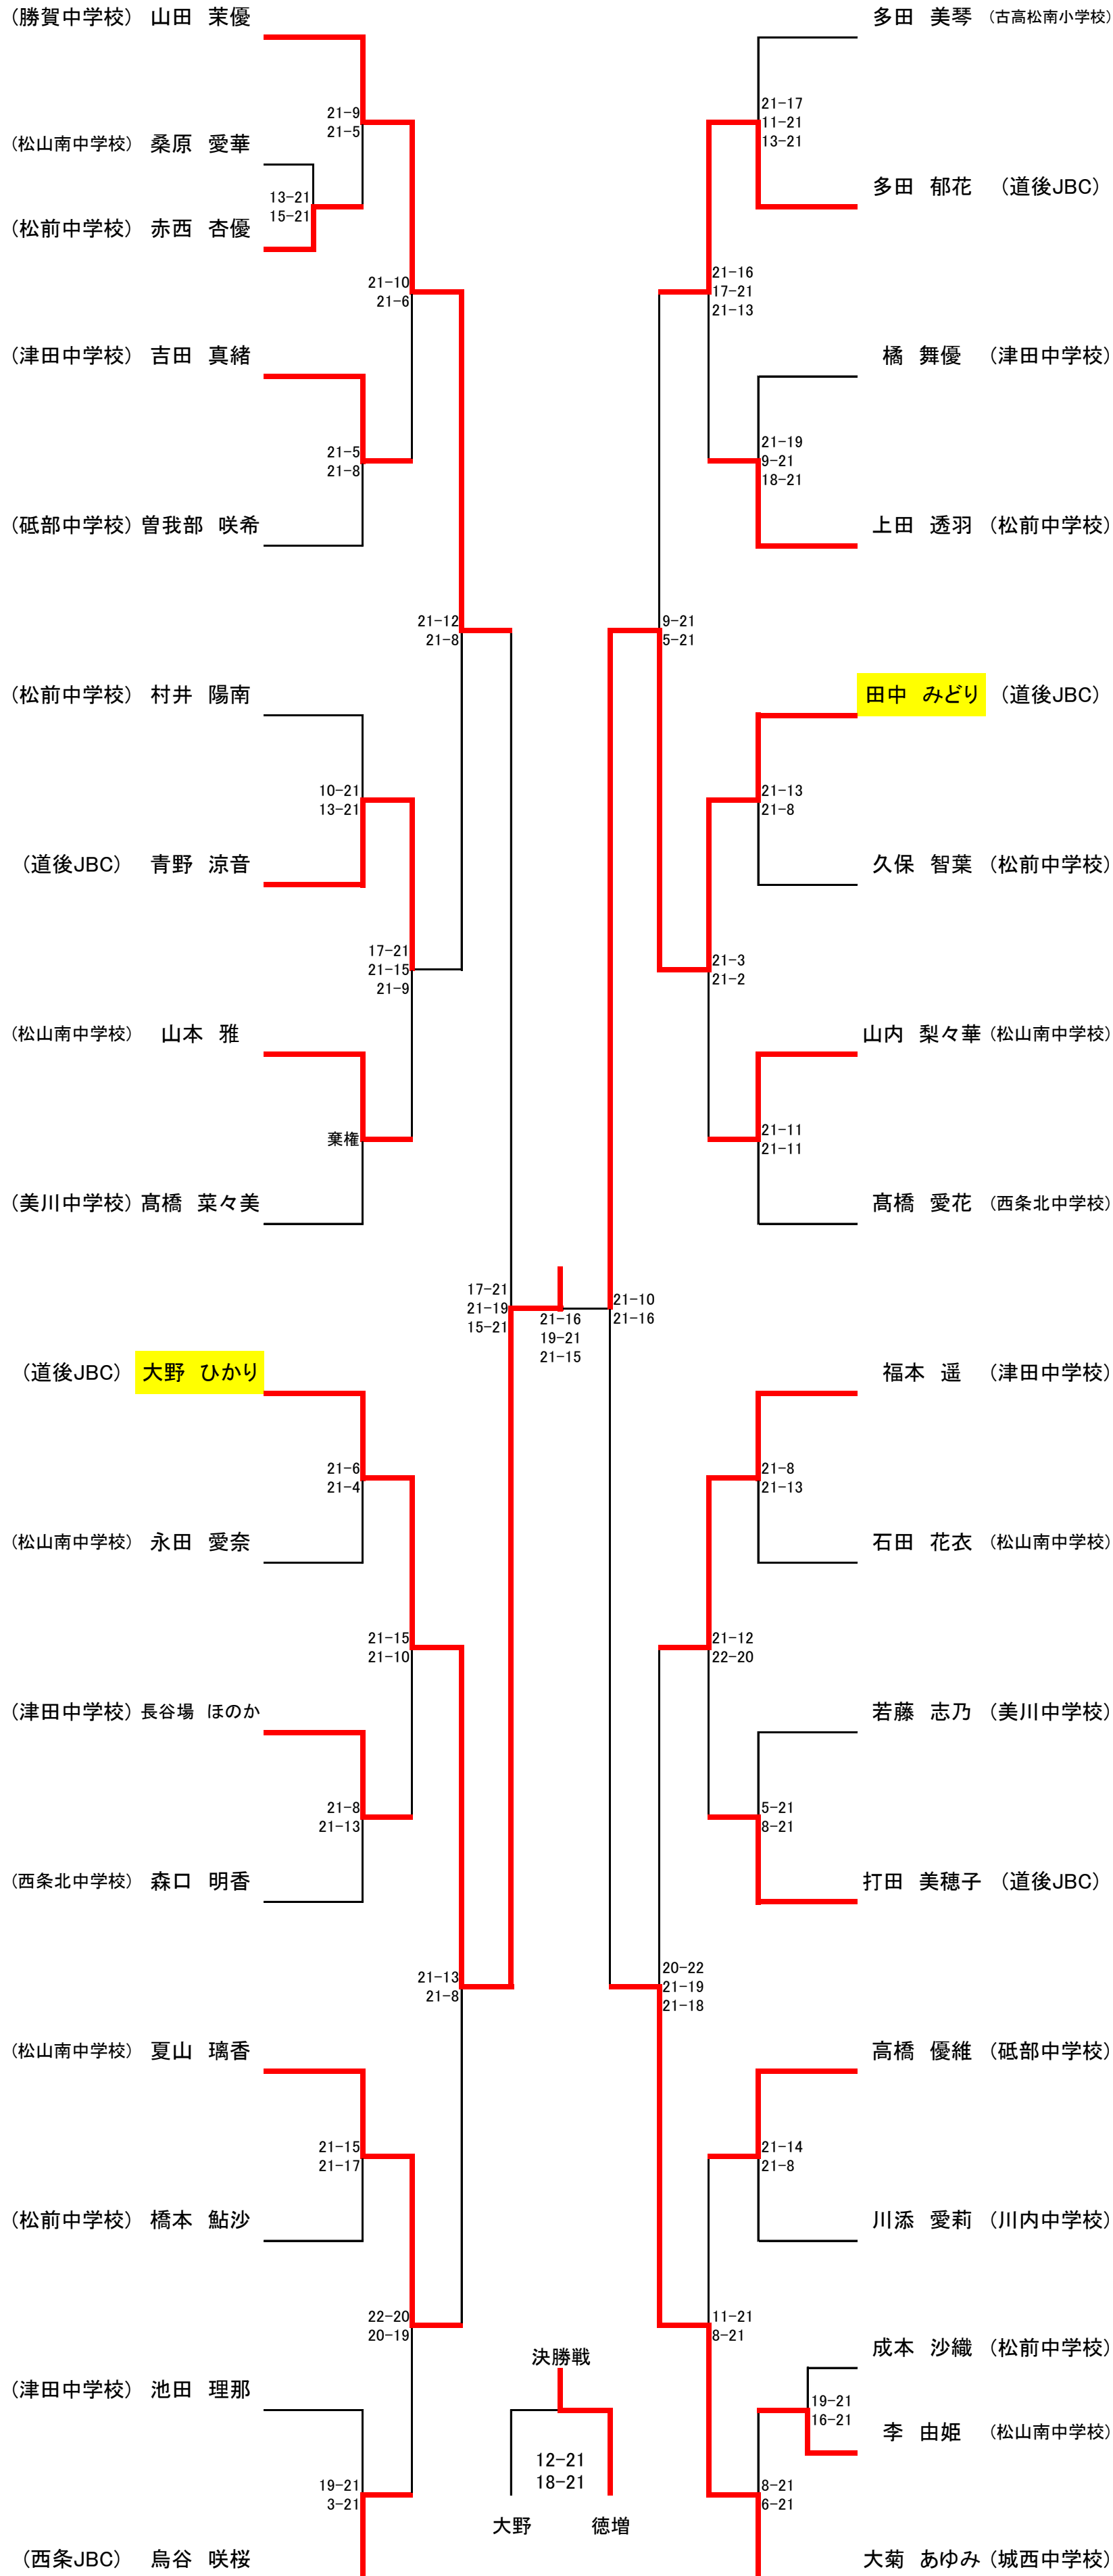 (勝賀中学校) 山田 茉優
21-9
21-5
(松山南中学校) 桑原 愛華
13-21
15-21
(松前中学校) 赤西 杏優
21-10
21-6
(津田中学校) 吉田 真緒
21-5
21-8
(砥部中学校) 曽我部 咲希
21-12
21-8
(松前中学校) 村井 陽南
10-21
13-21
(道後JBC) 青野 涼音
17-21
21-15
21-9
(松山南中学校) 山本 雅
棄権
(美川中学校)髙橋 菜々美
17-21
21-19
15-21
(道後JBC) 大野 ひかり
21-6
21-4
(松山南中学校) 永田 愛奈
21-15
21-10
(津田中学校) 長谷場 ほのか
21-8
21-13
(西条北中学校) 森口 明香
21-13
21-8
(松山南中学校) 夏山 璃香
21-15
21-17
(松前中学校) 橋本 鮎沙
22-20
20-19
(津田中学校) 池田 理那
19-21
3-21
(西条JBC) 烏谷 咲桜
21-16
19-21
21-15
決勝戦
12-21
18-21
大野 徳増
多田 美琴 (古高松南小学校)
21-17
11-21
13-21
多田 郁花 (道後JBC)
21-16
17-21
21-13
橘 舞優 (津田中学校)
21-19
9-21
18-21
上田 透羽 (松前中学校)
9-21
5-21
田中 みどり (道後JBC)
21-13
21-8
久保 智葉 (松前中学校)
21-3
21-2
山内 梨々華 (松山南中学校)
21-11
21-11
髙橋 愛花 (西条北中学校)
21-10
21-16
福本 遥 (津田中学校)
21-8
21-13
石田 花衣 (松山南中学校)
21-12
22-20
若藤 志乃 (美川中学校)
5-21
8-21
打田 美穂子 (道後JBC)
20-22
21-19
21-18
高橋 優維 (砥部中学校)
21-14
21-8
川添 愛莉 (川内中学校)
11-21
8-21
成本 沙織 (松前中学校)
19-21
16-21
李 由姫 (松山南中学校)
8-21
6-21
大菊 あゆみ (城西中学校)